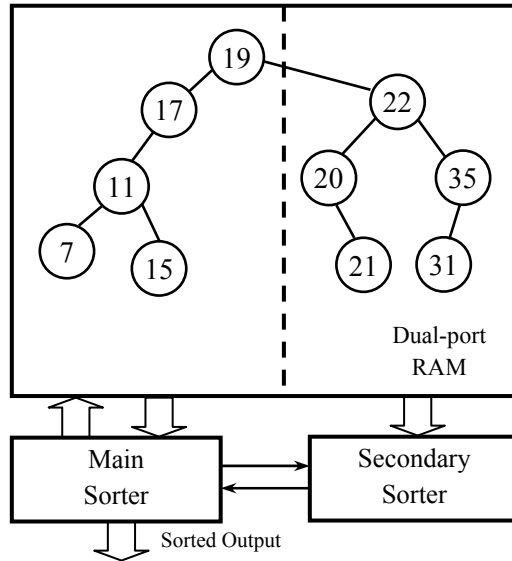 19
22
17
11
20
35
7
15
21
31
Dual-port
RAM
Main
Sorter
Secondary
Sorter
Sorted Output